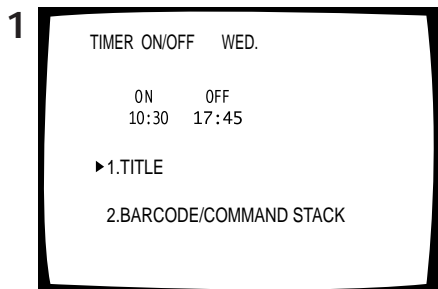 1
TIMER ON/OFF WED.
ON OFF
10:30 17:45
▶1.TITLE
2.BARCODE/COMMAND STACK